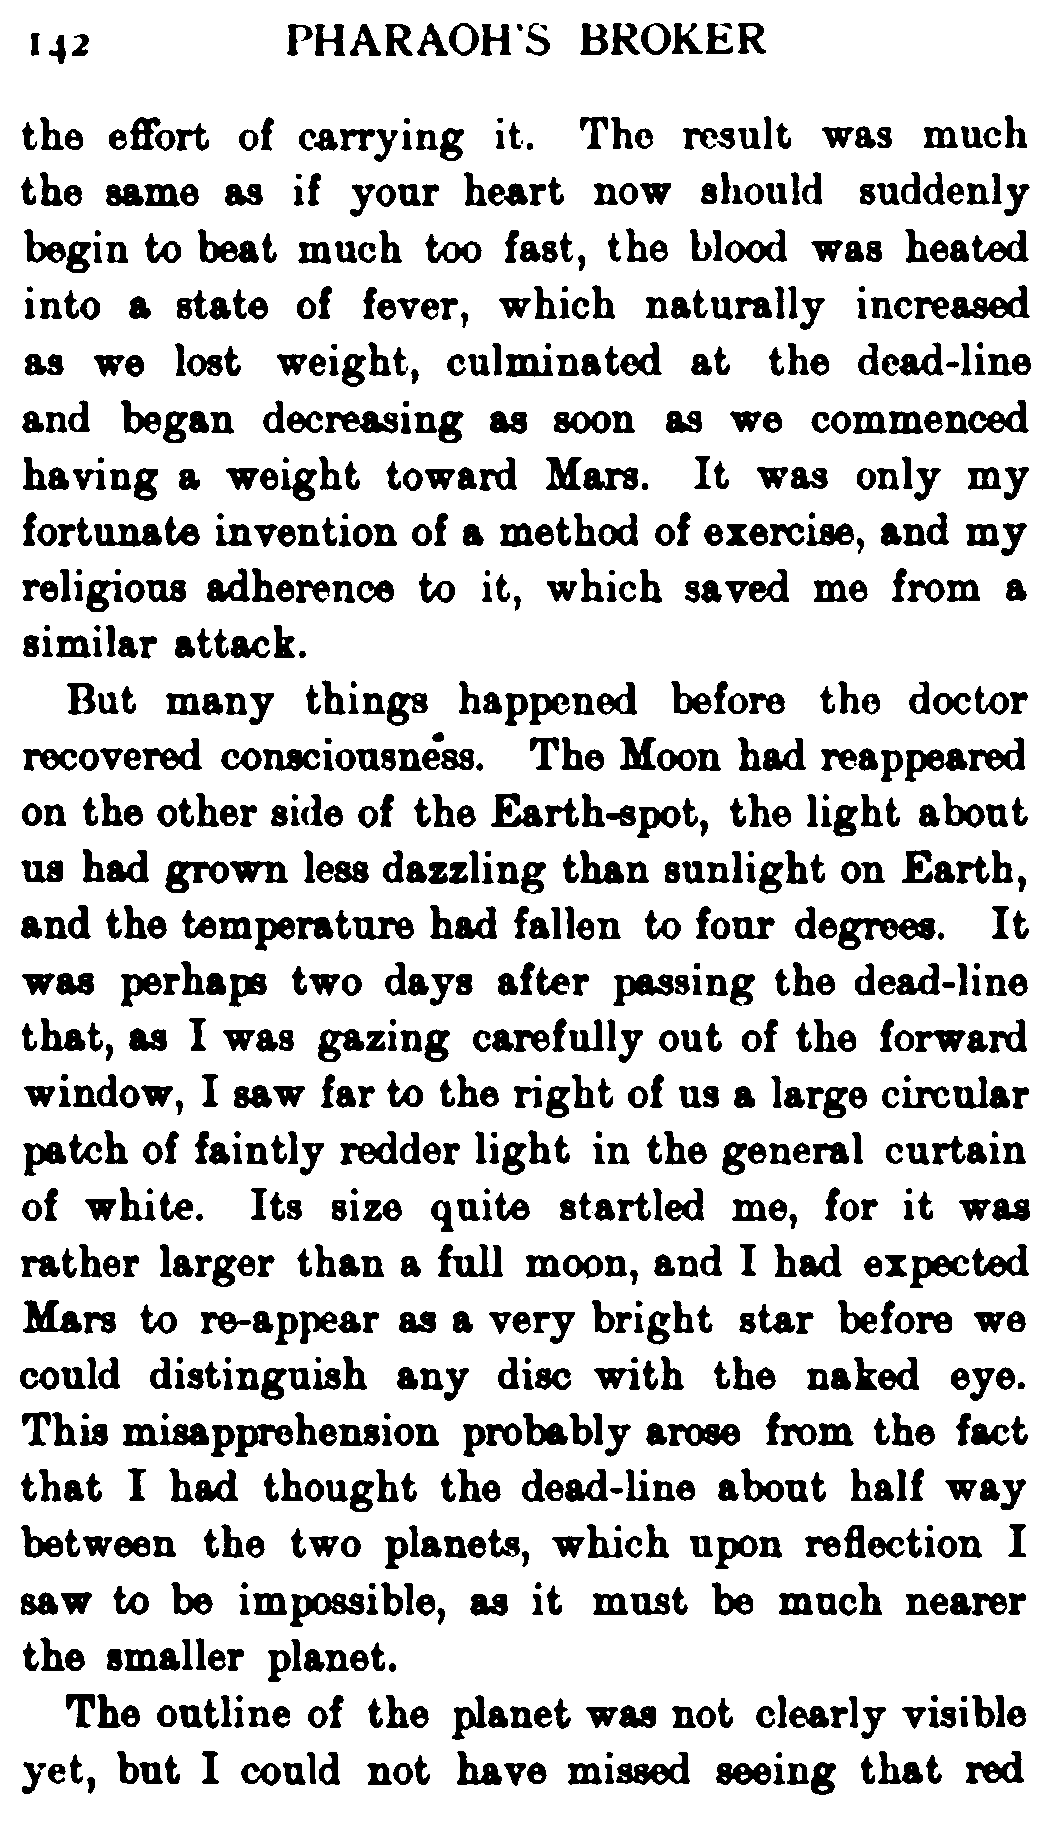 142 PHARAOH'S BROKER
the effort of carrying it. The result was much
the same as if your heart now should suddenly
begin to beat much too fast, the blood was heated
into a state of fever, which naturally increased
as we lost weight, culminated at the dead-line
and began decreasing as soon as we commenced
having a weight toward Mars. It was only my
fortunate invention of a method of exercise, and my
religious adherence to it, which saved me from a
similar attack.
But many things happened before the doctor
recovered consciousness. The Moon had reappeared
on the other side of the Earth-spot, the light about
us had grown less dazzling than sunlight on Earth,
and the temperature had fallen to four degrees. It
was perhaps two days after passing the dead-line
that, as I was gazing carefully out of the forward
window, I saw far to the right of us a large circular
patch of faintly redder light in the general curtain
of white. Its size quite startled me, for it was
rather larger than a full moon, and I had expected
Mars to re-appear as a very bright star before we
could distinguish any disc with the naked eye.
This misapprehension probably arose from the fact
that I had thought the dead-line about half way
between the two planets, which upon reflection I
saw to be impossible, as it must be much nearer
the smaller planet.
The outline of the planet was not clearly visible
yet, but I could not have missed seeing that red